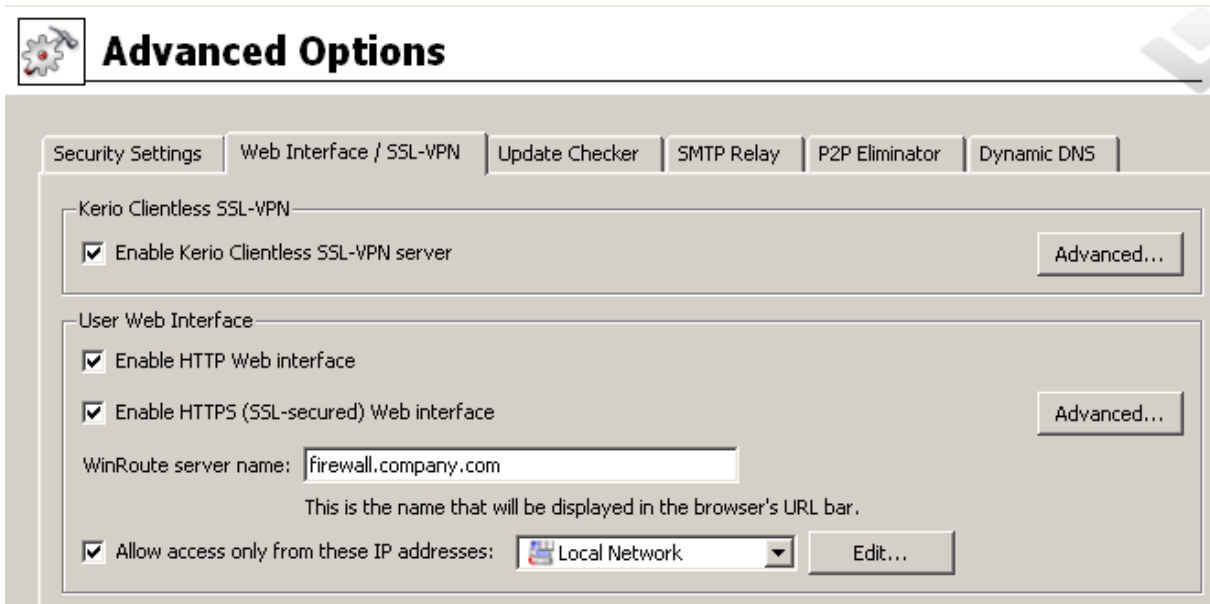 Advanced Options
Security Settings Web Interface / SSL-VPN Update Checker SMTP Relay P2P Eliminator Dynamic DNS
Kerio Clientless SSL-VPN
Enable Kerio Clientless SSL-VPN server Advanced...
User Web Interface
Enable HTTP Web interface
Enable HTTPS (SSL-secured) Web interface Advanced...
WinRoute server name: firewall.company.com
This is the name that will be displayed in the browser's URL bar.
Allow access only from these IP addresses: Local Network Edit...